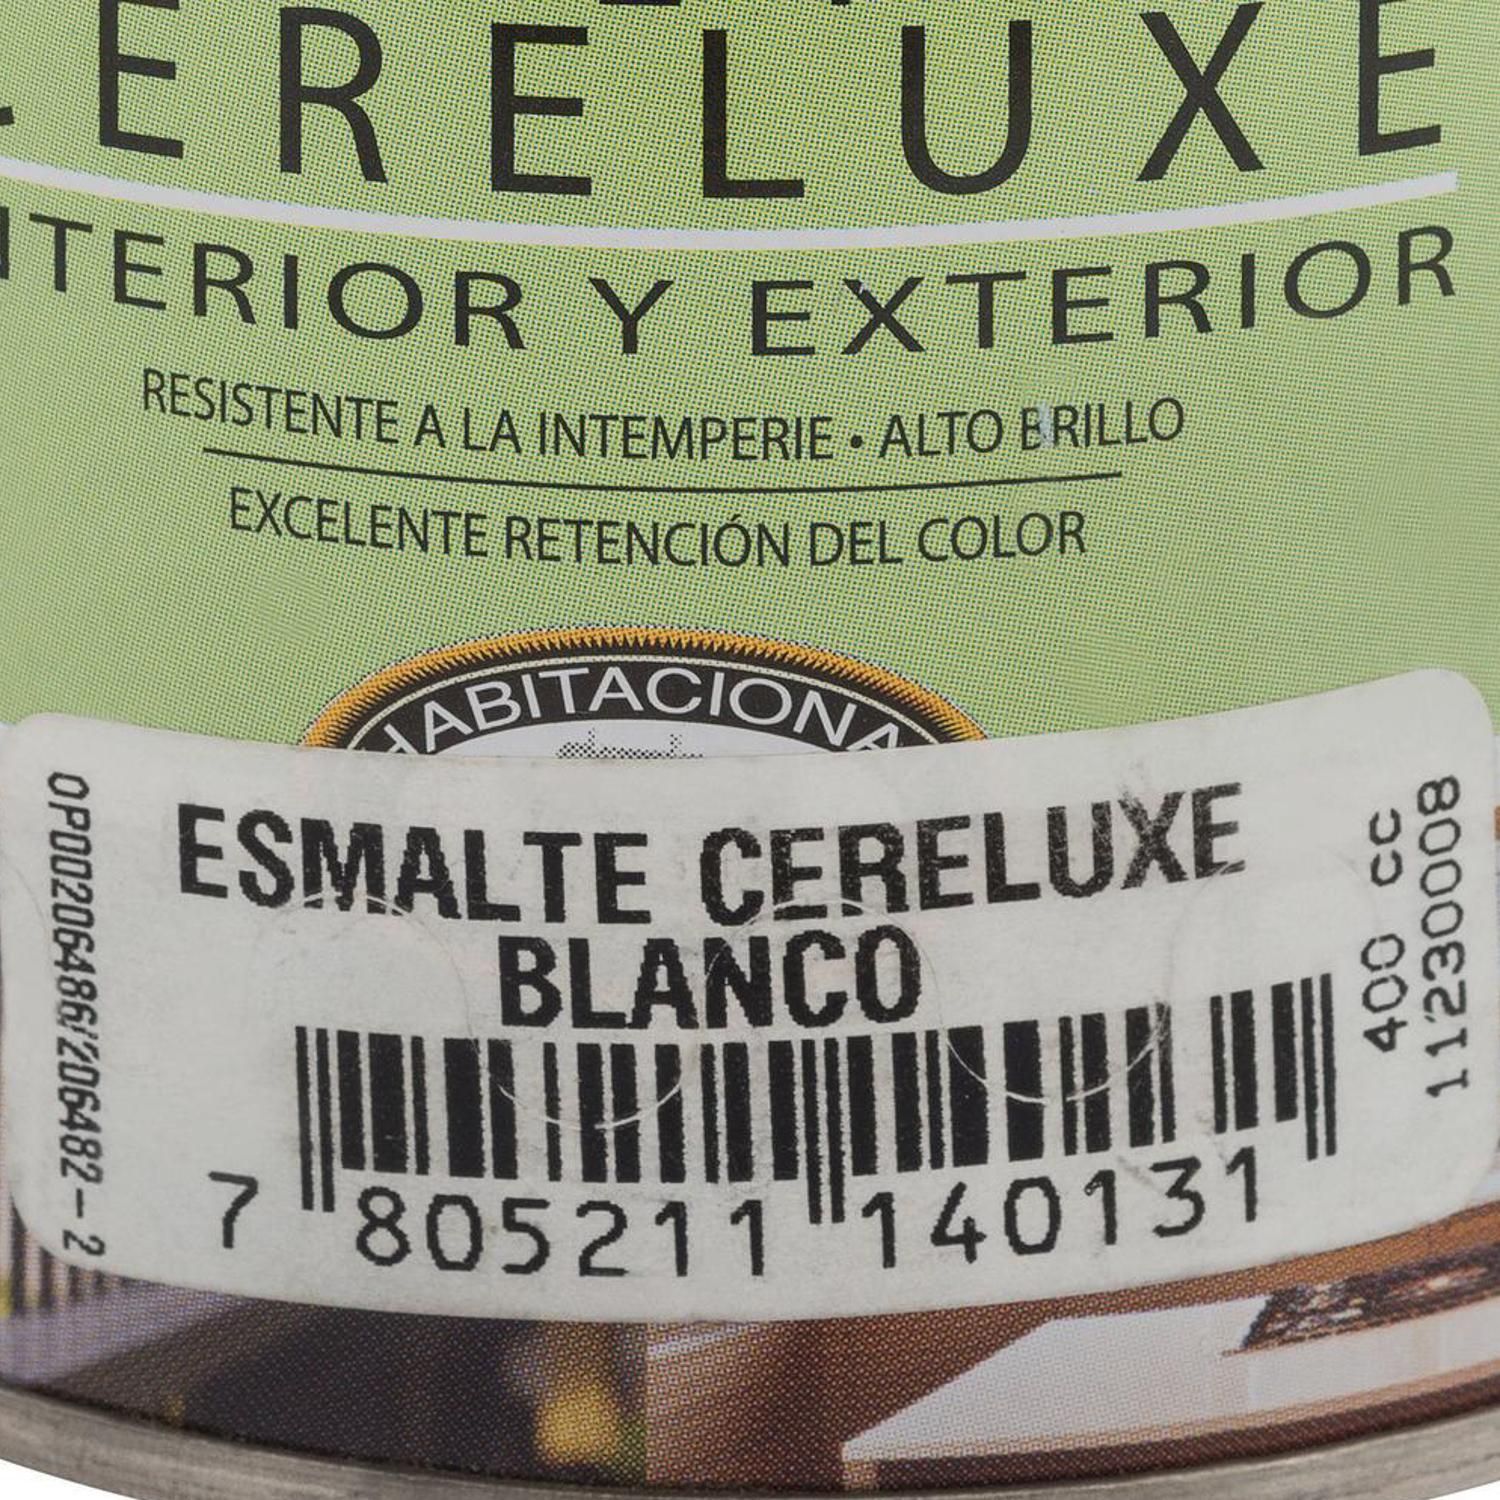 CERELUXE
INTERIOR Y EXTERIOR
RESISTENTE A LA INTEMPERIE • ALTO BRILLO
EXCELENTE RETENCIÓN DEL COLOR
HABITACIONA
ESMALTE CERELUXE
BLANCO
7 805211 140131
400 CC
11230008